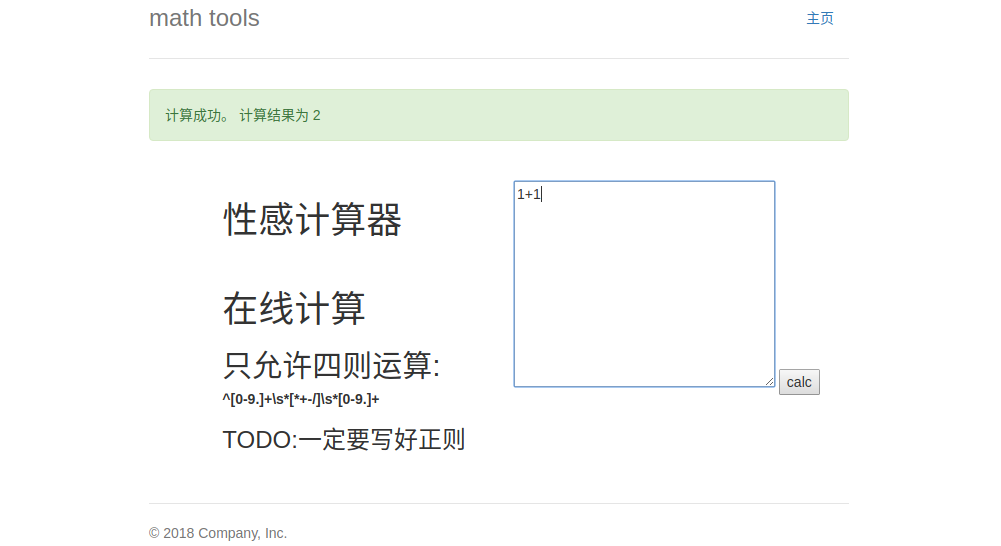 math tools
主页
计算成功。 计算结果为 2
性感计算器
1+1
在线计算
只允许四则运算:
^[0-9.]+\s*[*+-/]\s*[0-9.]+
calc
TODO:一定要写好正则
© 2018 Company, Inc.